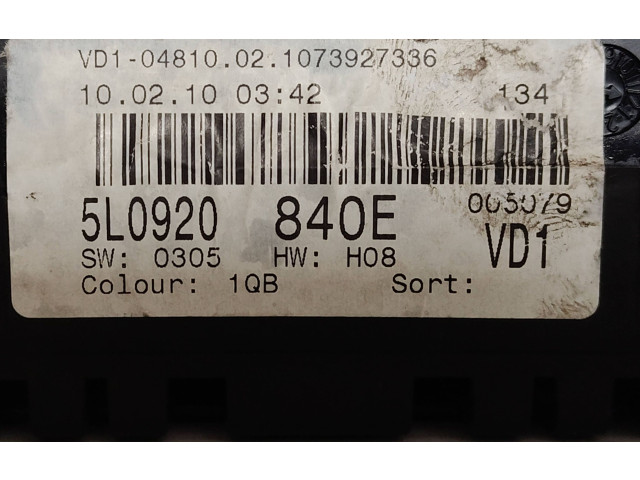 VD1-04810.02.1073927336
10.02.10 03:42 134
5L0920 840E 005079
SW: 0305 HW: H08 VD1
Colour: 1QB Sort: